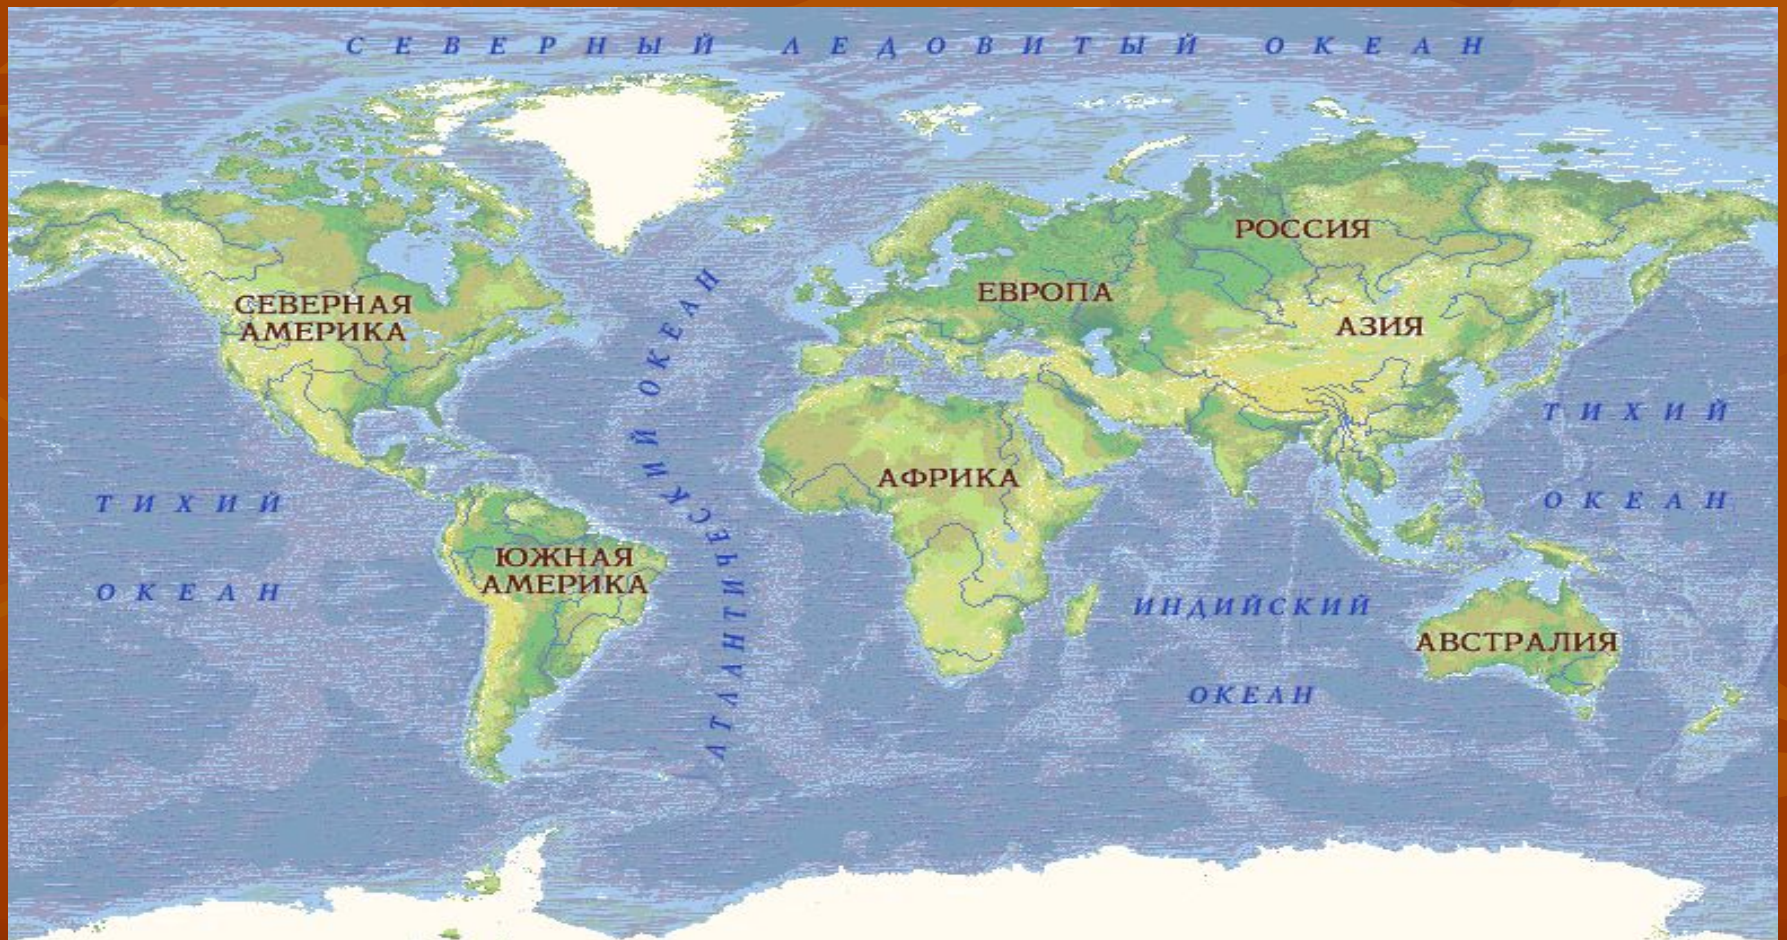 СЕВЕРНЫЙ ЛЕДОВИТЫЙ ОКЕАН
РОССИЯ
ЕВРОПА
СЕВЕРНАЯ
АМЕРИКА
АЗИЯ
АТЛАНТИЧЕСКИЙ ОКЕАН
ТИХИЙ
ОКЕАН
АФРИКА
ТИХИЙ
ОКЕАН
ЮЖНАЯ
АМЕРИКА
ИНДИЙСКИЙ
ОКЕАН
АВСТРАЛИЯ